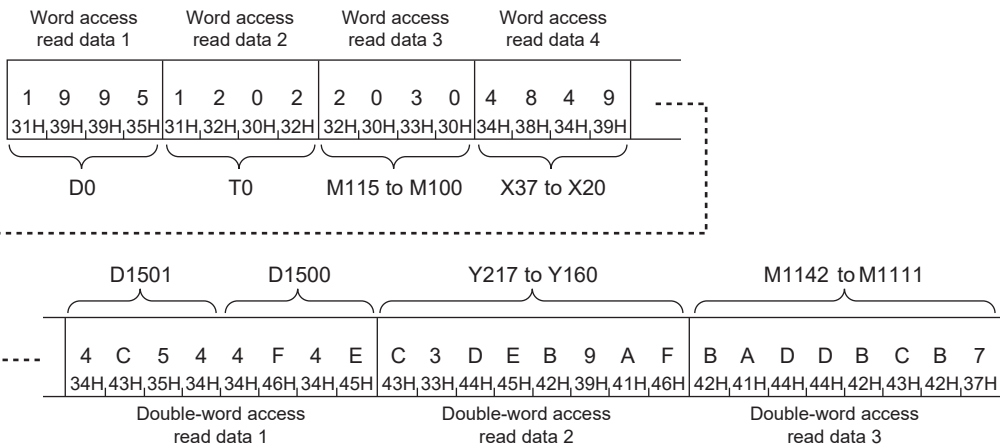 Word access Word access Word access Word access
read data 1 read data 2 read data 3 read data 4
1 9 9 5 1 2 0 2 2 0 3 0 4 8 4 9
31H 39H 39H 35H 31H 32H 30H 32H 32H 30H 33H 30H 34H 38H 34H 39H
D0 T0 M115 to M100 X37 to X20
D1501 D1500 Y217 to Y160 M1142 to M1111
4 C 5 4 4 F 4 E C 3 D E B 9 A F B A D D B C B 7
34H 43H 35H 34H 34H 46H 34H 45H 43H 33H 44H 45H 42H 39H 41H 46H 42H 41H 44H 44H 42H 43H 42H 37H
Double-word access Double-word access Double-word access
read data 1 read data 2 read data 3